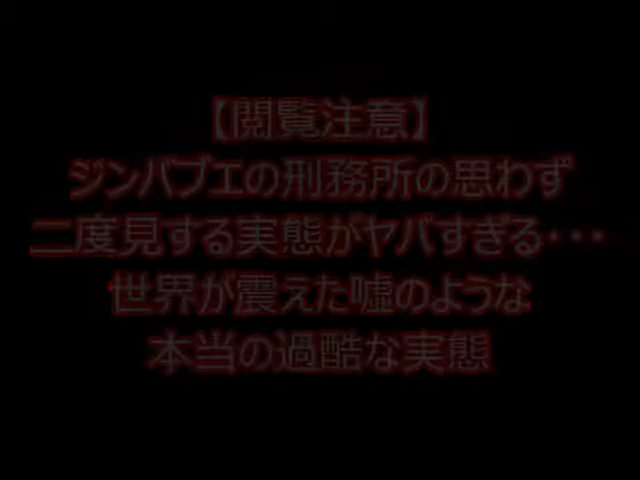 【閲覧注意】
ジンバブエの刑務所の思わず
二度見する実態がヤバすぎる・・・
世界が震えた嘘のような
本当の過酷な実態